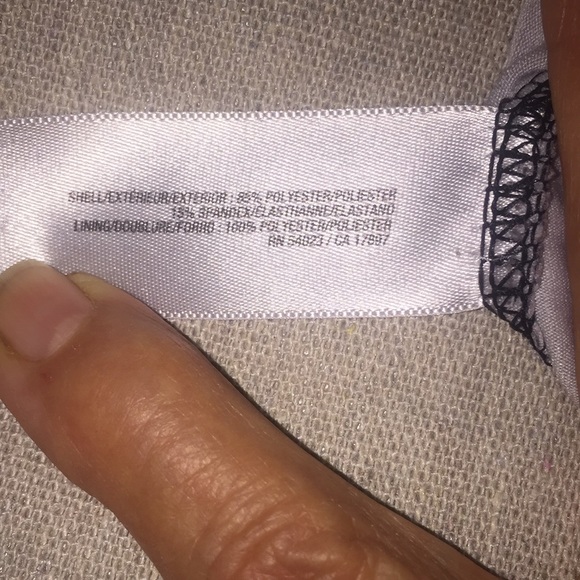 SHELL/EXTÉRIEUR/EXTERIOR : 85% POLYESTER/POLIESTER
15% SPANDEX/ÉLASTHANNE/ELASTANO
LINING/DOUBLURE/FORRO : 100% POLYESTER/POLIESTER
RN 54023 / CA 17897